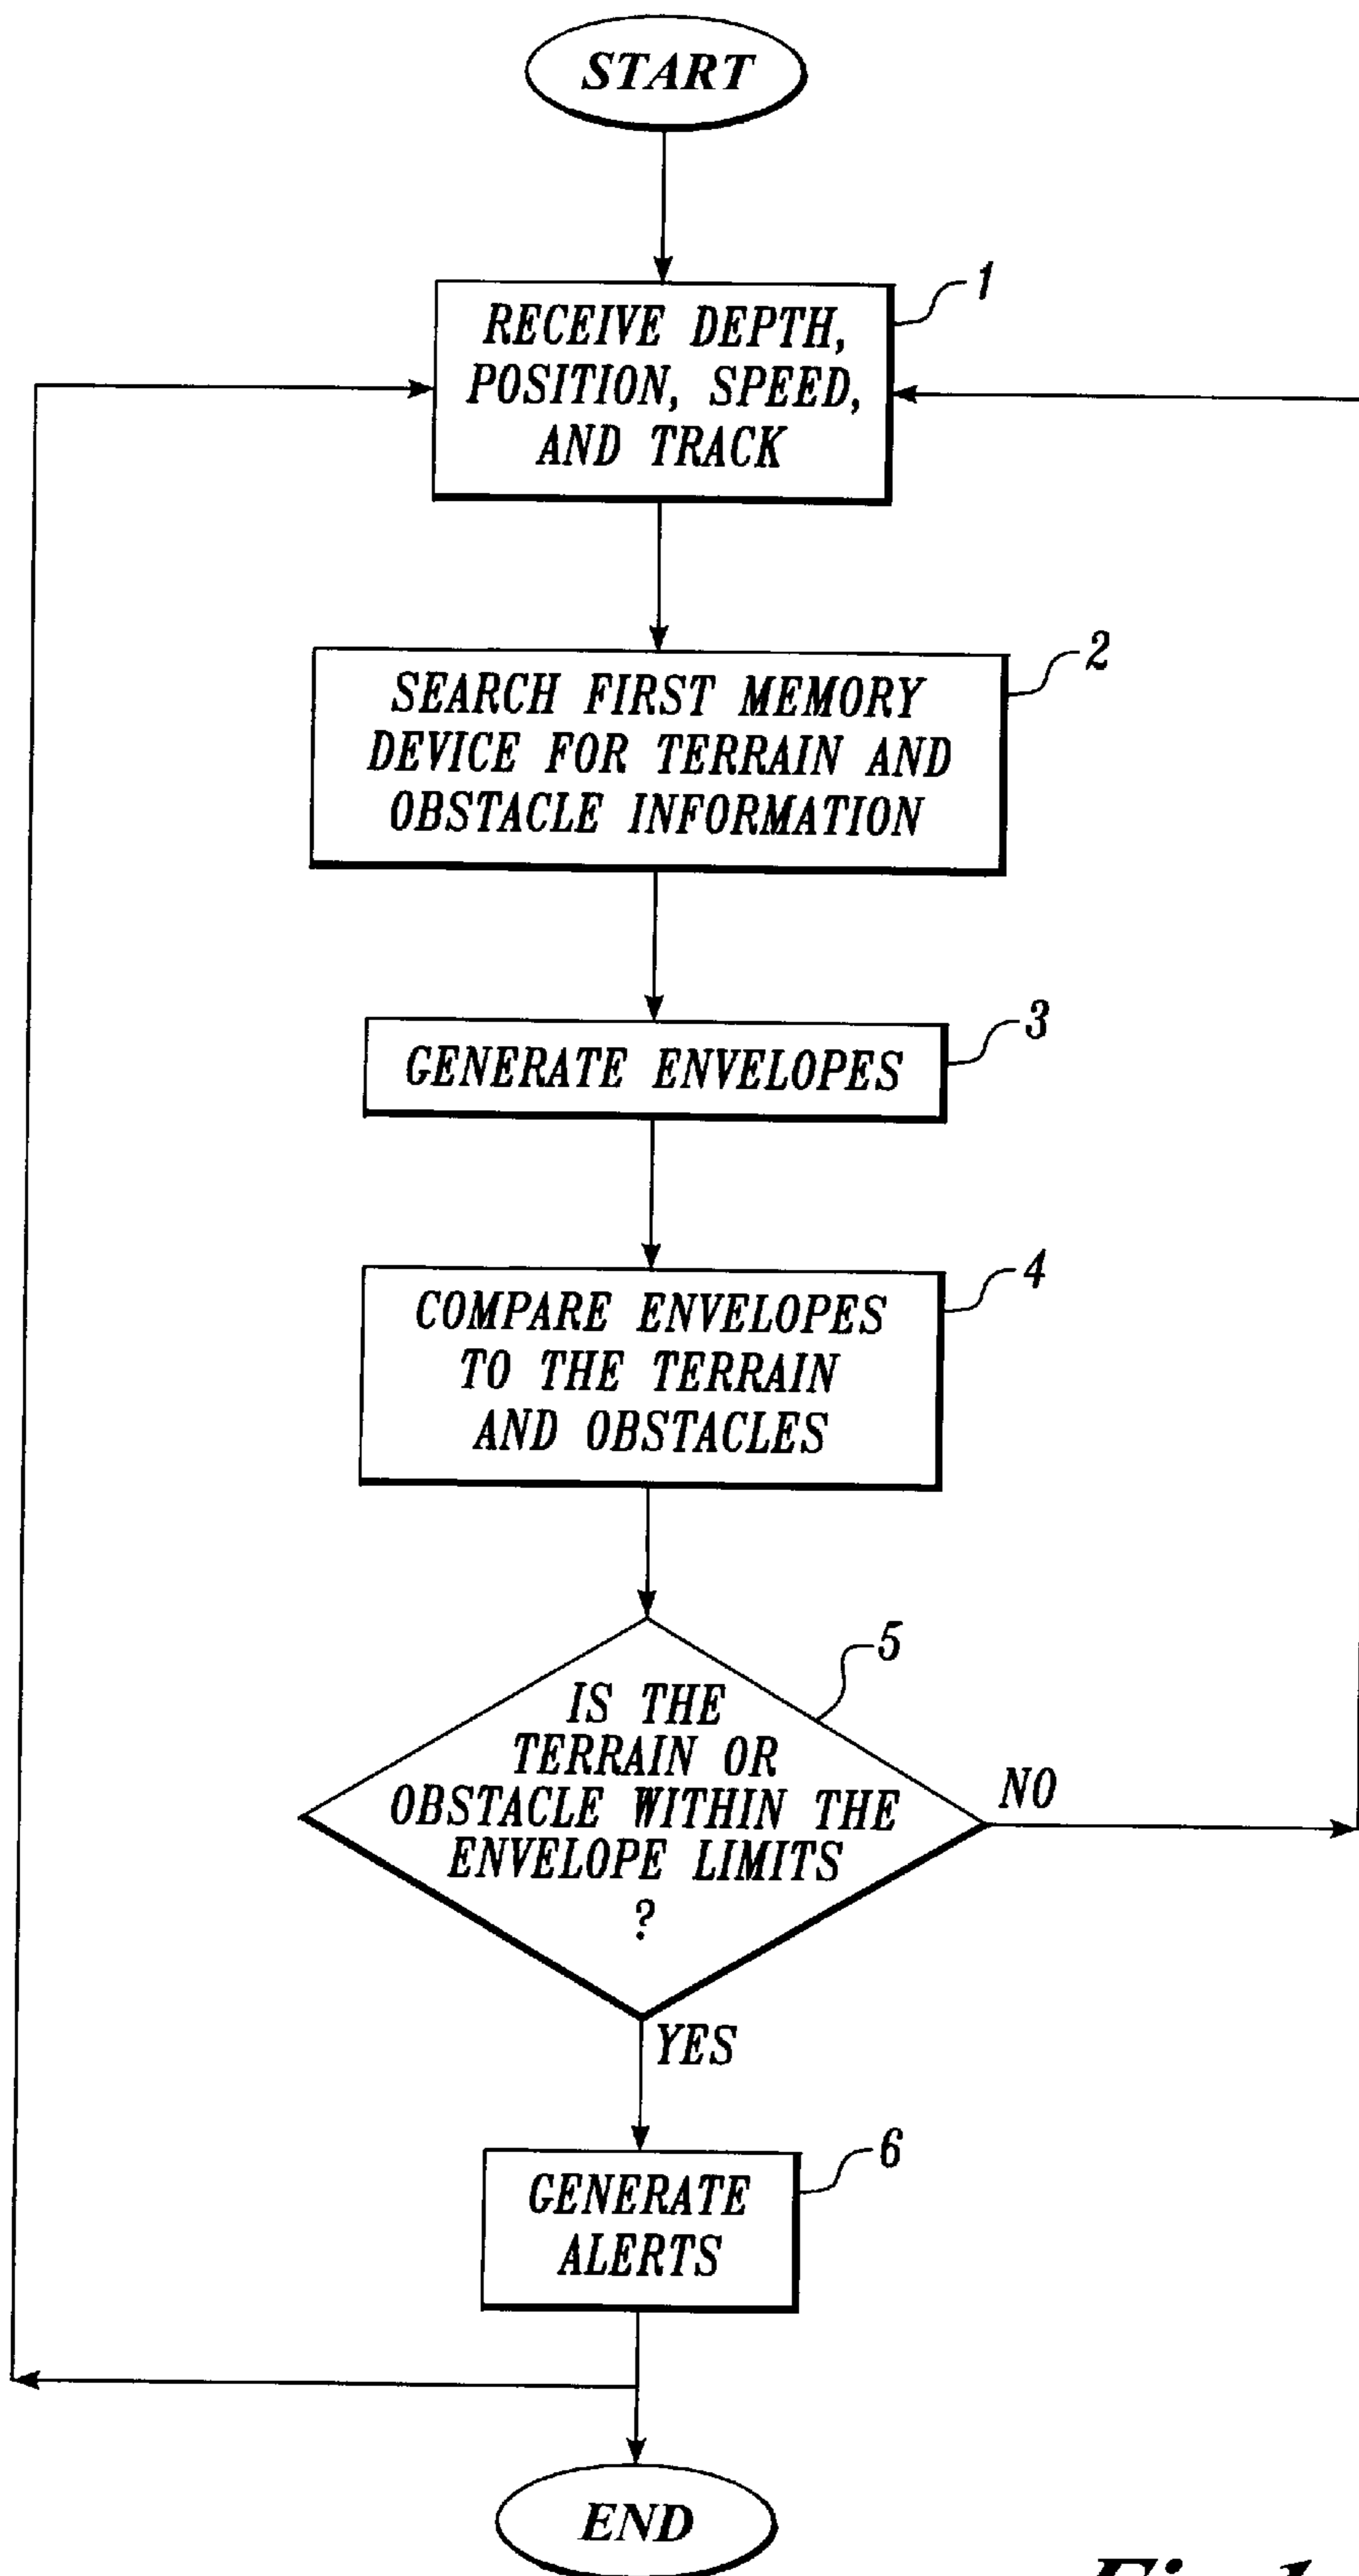 START
1
RECEIVE DEPTH,
POSITION, SPEED,
AND TRACK
2
SEARCH FIRST MEMORY
DEVICE FOR TERRAIN AND
OBSTACLE INFORMATION
3
GENERATE ENVELOPES
4
COMPARE ENVELOPES
TO THE TERRAIN
AND OBSTACLES
5
IS THE
TERRAIN OR
OBSTACLE WITHIN THE
ENVELOPE LIMITS
?
NO
YES
6
GENERATE
ALERTS
END